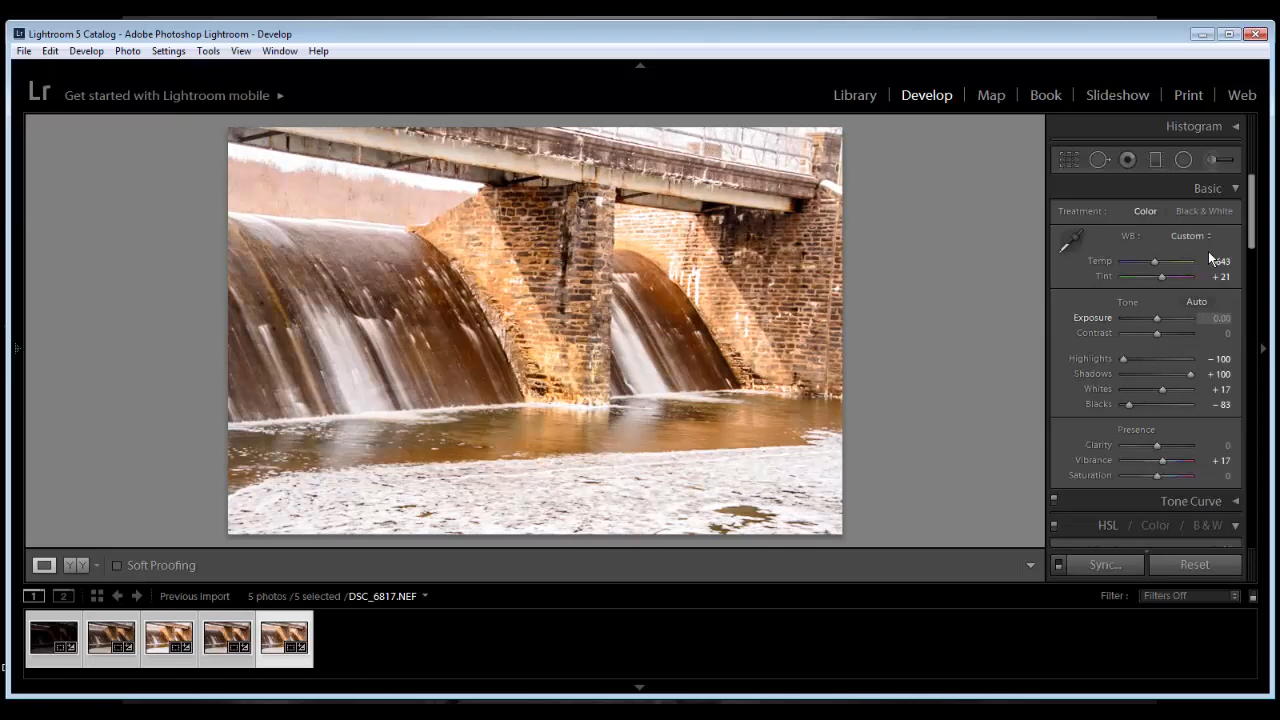 Lightroom 5 Catalog - Adobe Photoshop Lightroom - Develop
File Edit Develop Photo Settings Tools View Window Help
Lr Get started with Lightroom mobile ▸
Library Develop Map Book Slideshow Print Web
Histogram
Basic
Treatment : Color Black & White
WB : Custom
Temp
Tint + 21
Tone Auto
Exposure 0.00
Contrast 0
Highlights − 100
Shadows + 100
Whites + 17
Blacks − 83
Presence
Clarity 0
Vibrance + 17
Saturation 0
Tone Curve
HSL / Color / B & W
Sync... Reset
YY Soft Proofing
1 2 Previous Import 5 photos /5 selected /DSC_6817.NEF
Filter : Filters Off